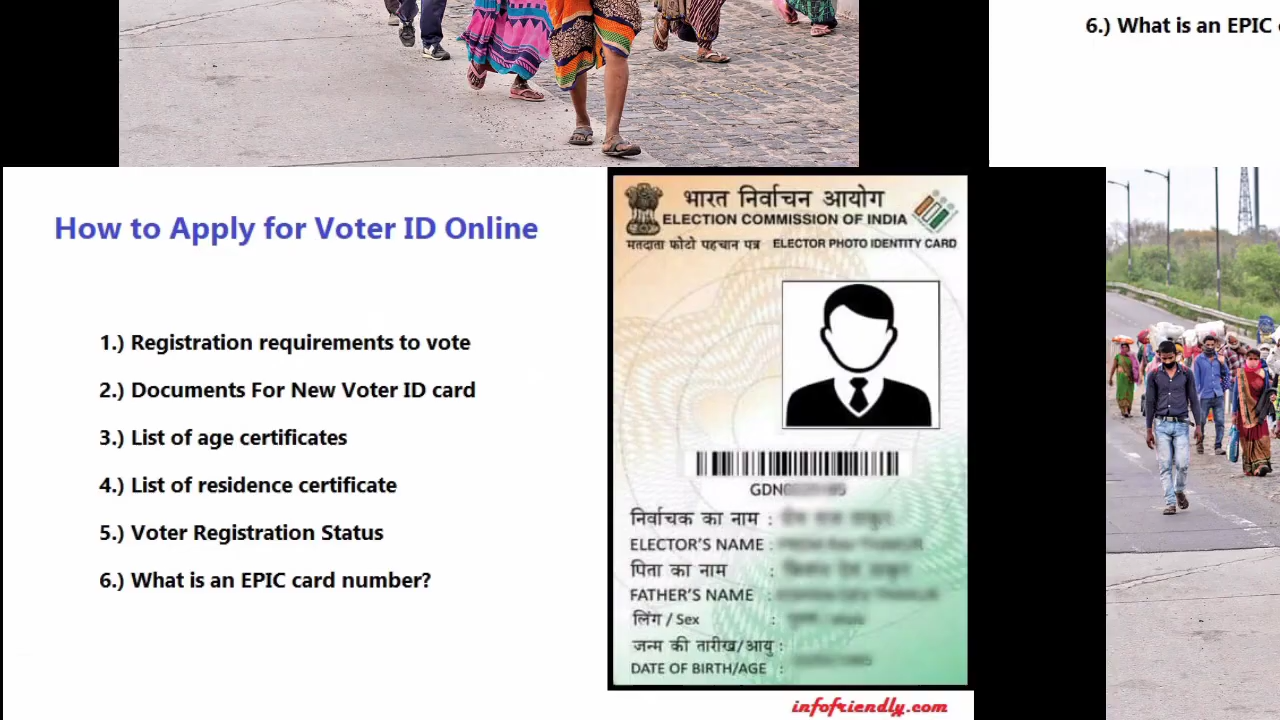 6.) What is an EPIC
How to Apply for Voter ID Online
1.) Registration requirements to vote
2.) Documents For New Voter ID card
3.) List of age certificates
4.) List of residence certificate
5.) Voter Registration Status
6.) What is an EPIC card number?
भारत निर्वाचन आयोग
ELECTION COMMISSION OF INDIA
मतदाता फोटो पहचान पत्र ELECTOR PHOTO IDENTITY CARD
GDN
निर्वाचक का नाम :
ELECTOR'S NAME :
पिता का नाम :
FATHER'S NAME :
लिंग / Sex :
जन्म की तारीख/आयु :
DATE OF BIRTH/AGE :
infofriendly.com